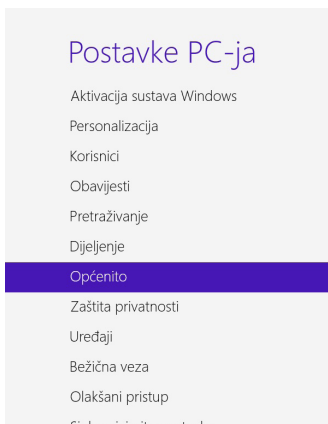 Postavke PC-ja
Aktivacija sustava Windows
Personalizacija
Korisnici
Obavijesti
Pretraživanje
Dijeljenje
Općenito
Zaštita privatnosti
Uređaji
Bežična veza
Olakšani pristup